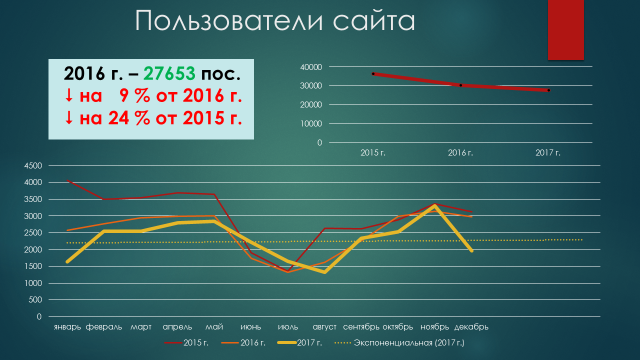 Пользователи сайта
2016 г. – 27653 пос.
↓ на 9 % от 2016 г.
↓ на 24 % от 2015 г.
40000
30000
20000
10000
0
2015 г. 2016 г. 2017 г.
4500
4000
3500
3000
2500
2000
1500
1000
500
0
январь февраль март апрель май июнь июль август сентябрь октябрь ноябрь декабрь
2015 г. 2016 г. 2017 г. Экспоненциальная (2017 г.)